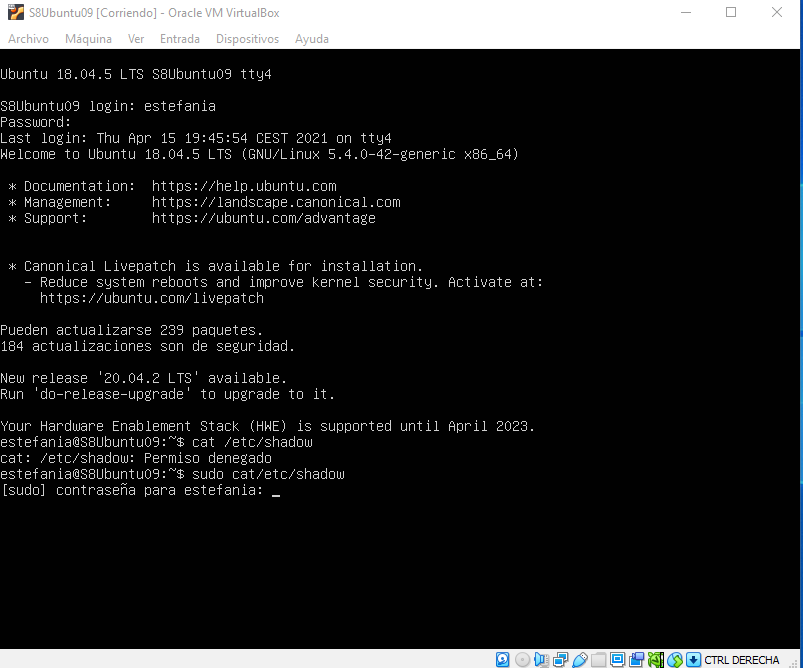 S8Ubuntu09 [Corriendo] - Oracle VM VirtualBox
Archivo Máquina Ver Entrada Dispositivos Ayuda
Ubuntu 18.04.5 LTS S8Ubuntu09 tty4
S8Ubuntu09 login: estefania
Password:
Last login: Thu Apr 15 19:45:54 CEST 2021 on tty4
Welcome to Ubuntu 18.04.5 LTS (GNU/Linux 5.4.0-42-generic x86_64)
* Documentation: https://help.ubuntu.com
* Management: https://landscape.canonical.com
* Support: https://ubuntu.com/advantage
* Canonical Livepatch is available for installation.
- Reduce system reboots and improve kernel security. Activate at:
https://ubuntu.com/livepatch
Pueden actualizarse 239 paquetes.
184 actualizaciones son de seguridad.
New release '20.04.2 LTS' available.
Run 'do-release-upgrade' to upgrade to it.
Your Hardware Enablement Stack (HWE) is supported until April 2023.
estefania@S8Ubuntu09:~$ cat /etc/shadow
cat: /etc/shadow: Permiso denegado
estefania@S8Ubuntu09:~$ sudo cat/etc/shadow
[sudo] contraseña para estefania: _
CTRL DERECHA